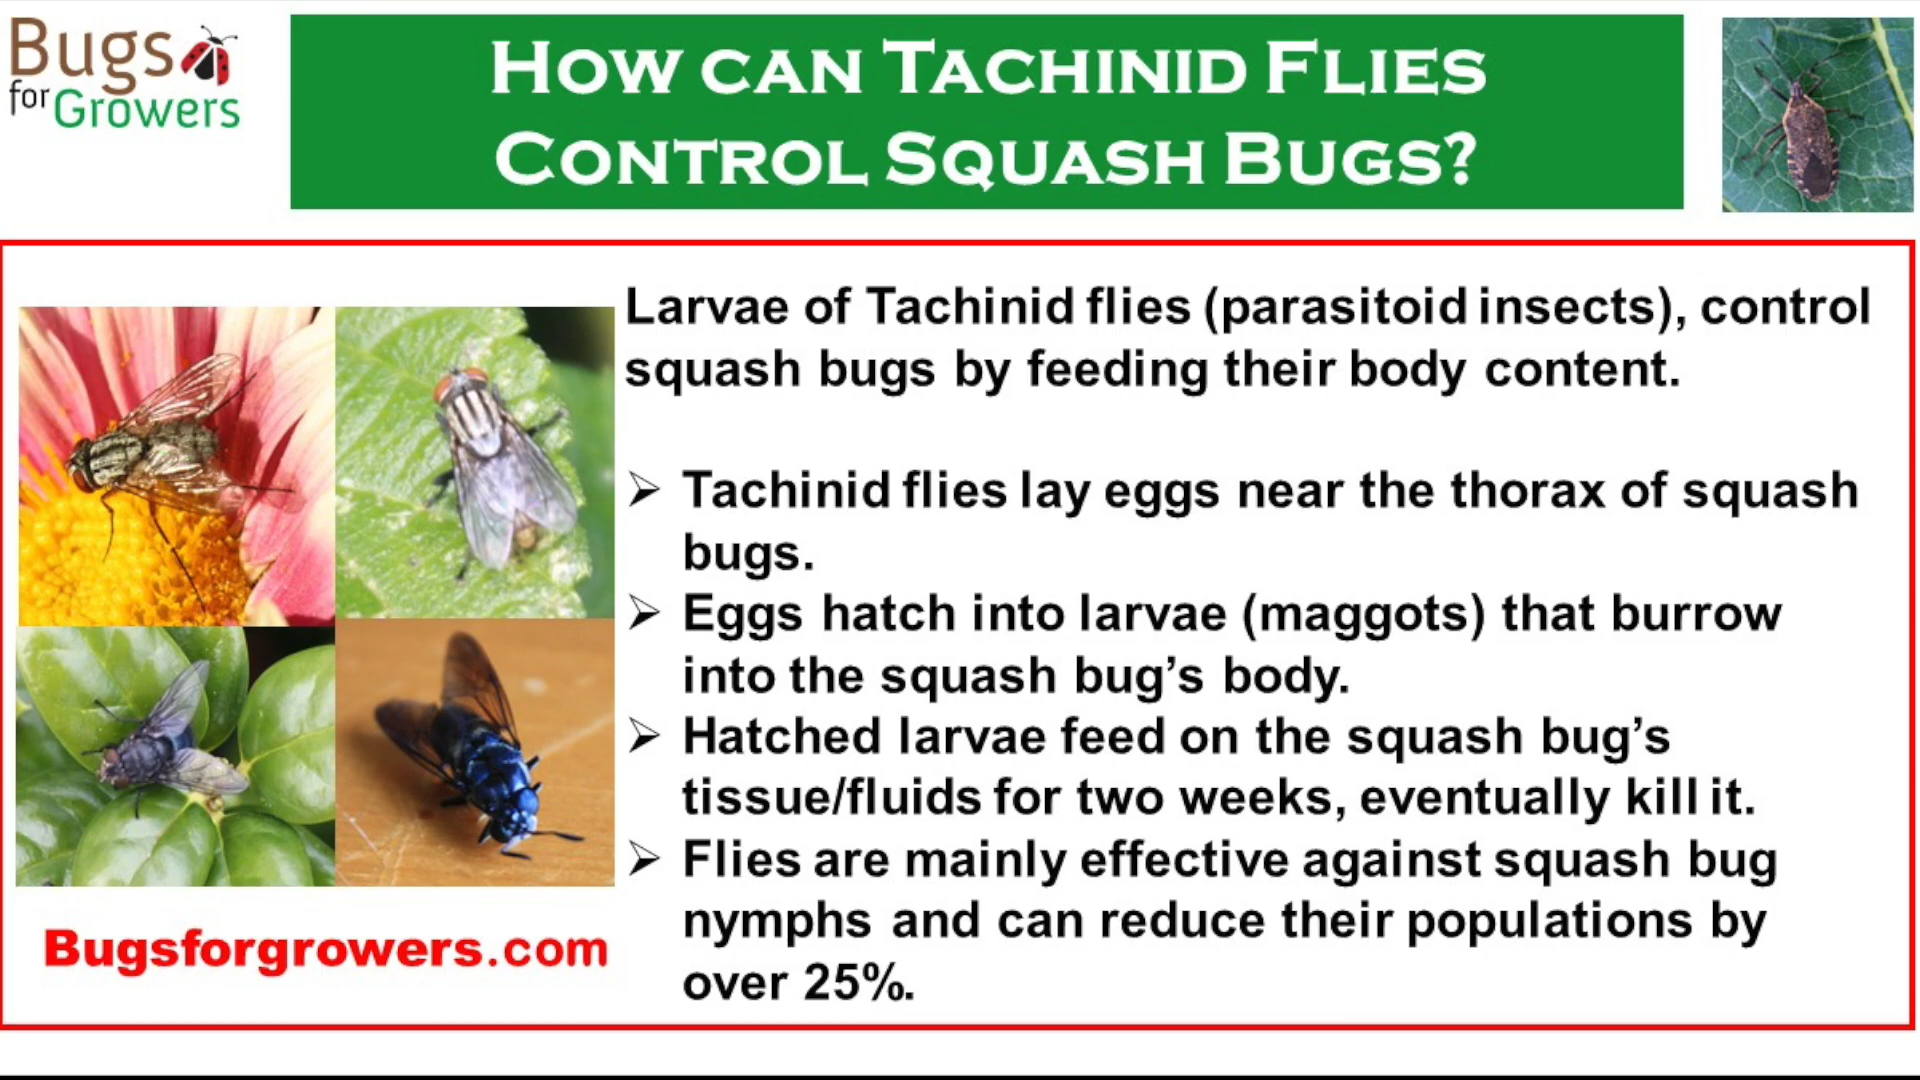 Bugs
for Growers
HOW CAN TACHINID FLIES
CONTROL SQUASH BUGS?
Larvae of Tachinid flies (parasitoid insects), control
squash bugs by feeding their body content.
➢ Tachinid flies lay eggs near the thorax of squash
bugs.
➢ Eggs hatch into larvae (maggots) that burrow
into the squash bug’s body.
➢ Hatched larvae feed on the squash bug’s
tissue/fluids for two weeks, eventually kill it.
➢ Flies are mainly effective against squash bug
nymphs and can reduce their populations by
over 25%.
Bugsforgrowers.com